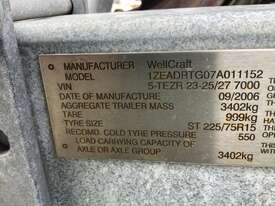 MANUFACTURER WellCraft
MODEL 1ZEADRTG07A011152
VIN 5-TEZR 23-25/27 7000
DATE OF MANUFACTURE 09/2006
AGGREGATE TRAILER MASS 3402kg
TARE 999kg
TYRE SIZE ST 225/75R15
RECOMD. COLD TYRE PRESSURE 550
LOAD CARRYING CAPACITY OF
AXLE OR AXLE GROUP 3402kg